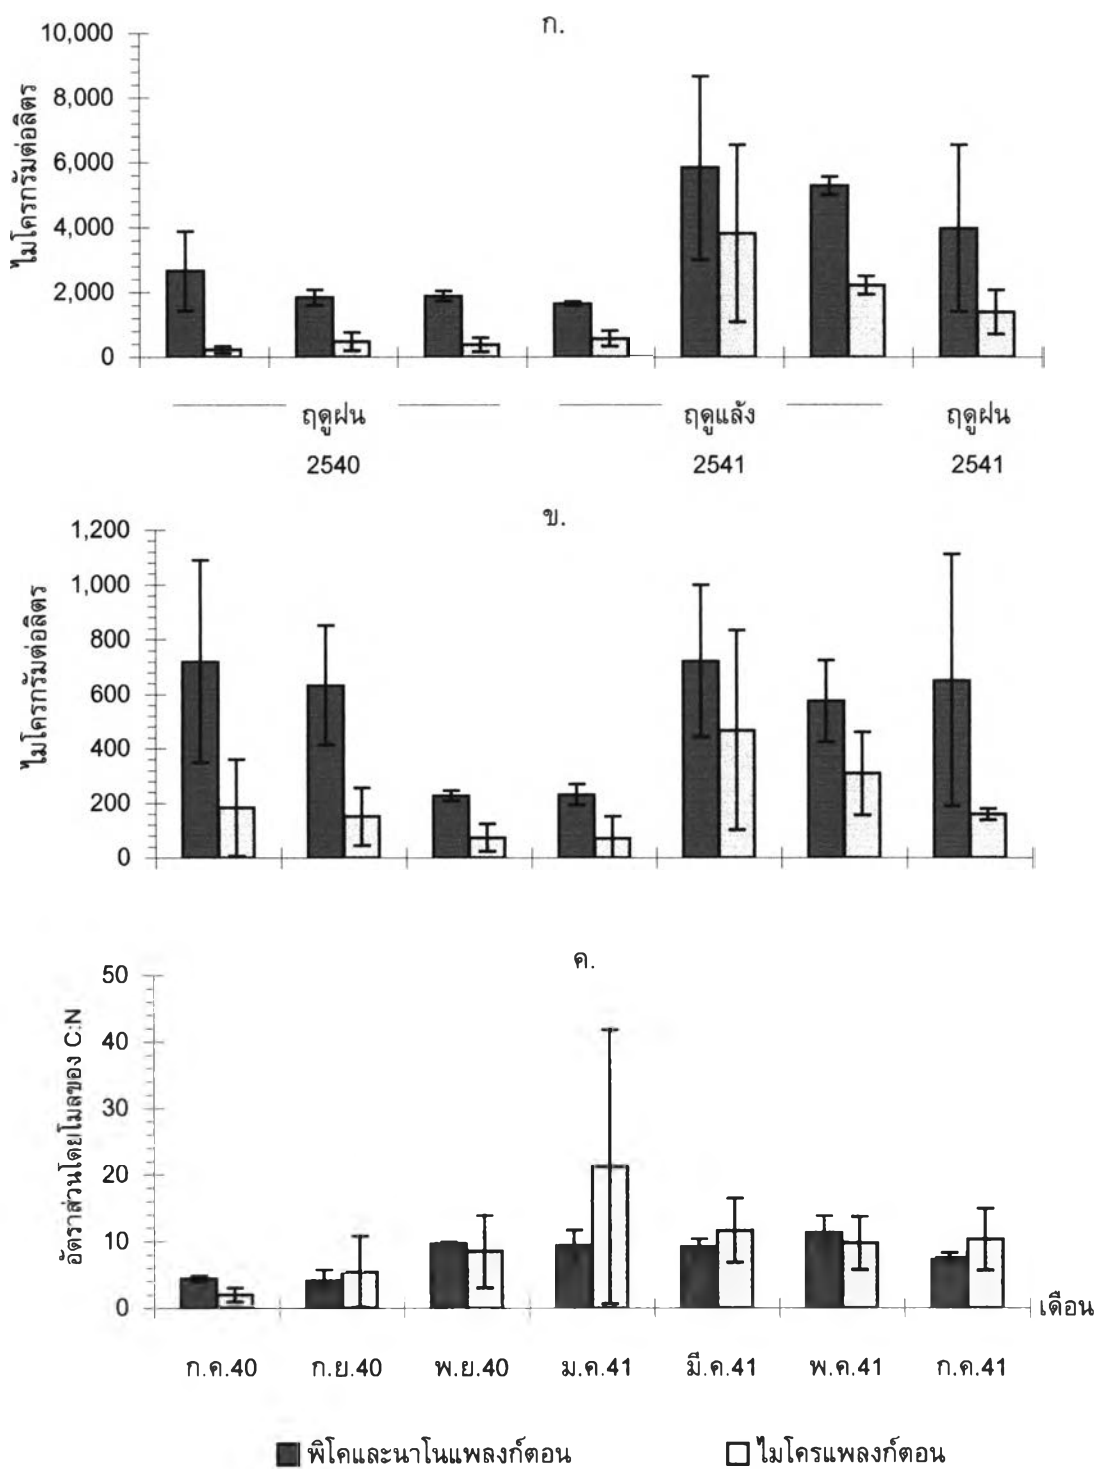 ก.
ไมโครกรัมต่อลิตร
10,000
8,000
6,000
4,000
2,000
0
ฤดูฝน ฤดูแล้ง ฤดูฝน
2540 2541 2541
ข.
ไมโครกรัมต่อลิตร
1,200
1,000
800
600
400
200
0
ค.
อัตราส่วนโดยโมลของ C:N
50
40
30
20
10
0
เดือน
ก.ค.40 ก.ย.40 พ.ย.40 ม.ค.41 มี.ค.41 พ.ค.41 ก.ค.41
พิโคและนาโนแพลงก์ตอน ไมโครแพลงก์ตอน